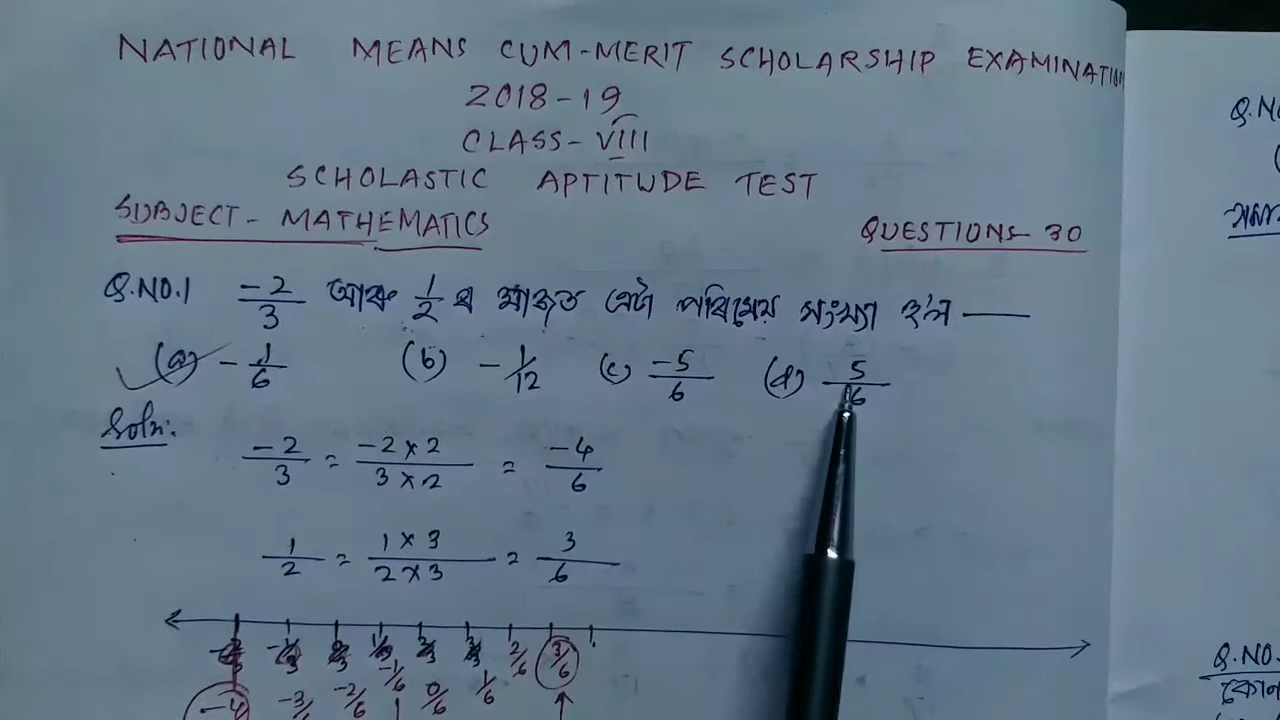 NATIONAL MEANS CUM-MERIT SCHOLARSHIP EXAMINATION
2018-19
CLASS-VIII
SCHOLASTIC APTITUDE TEST
SUBJECT- MATHEMATICS QUESTIONS 30
Q.NO.1 -2/3 আৰু 1/2 ৰ মাজত এটা পৰিমেয় সংখ্যা হ'ল —
(a) -1/6 (b) -1/12 (c) -5/6 (d) 5/6
Soln:
-2/3 = -2×2/3×2 = -4/6
1/2 = 1×3/2×3 = 3/6
2/6 3/6
-1/6
-4 -3/6 -2/6 0/6 1/6
Q.NO
Q.NO.
কোন